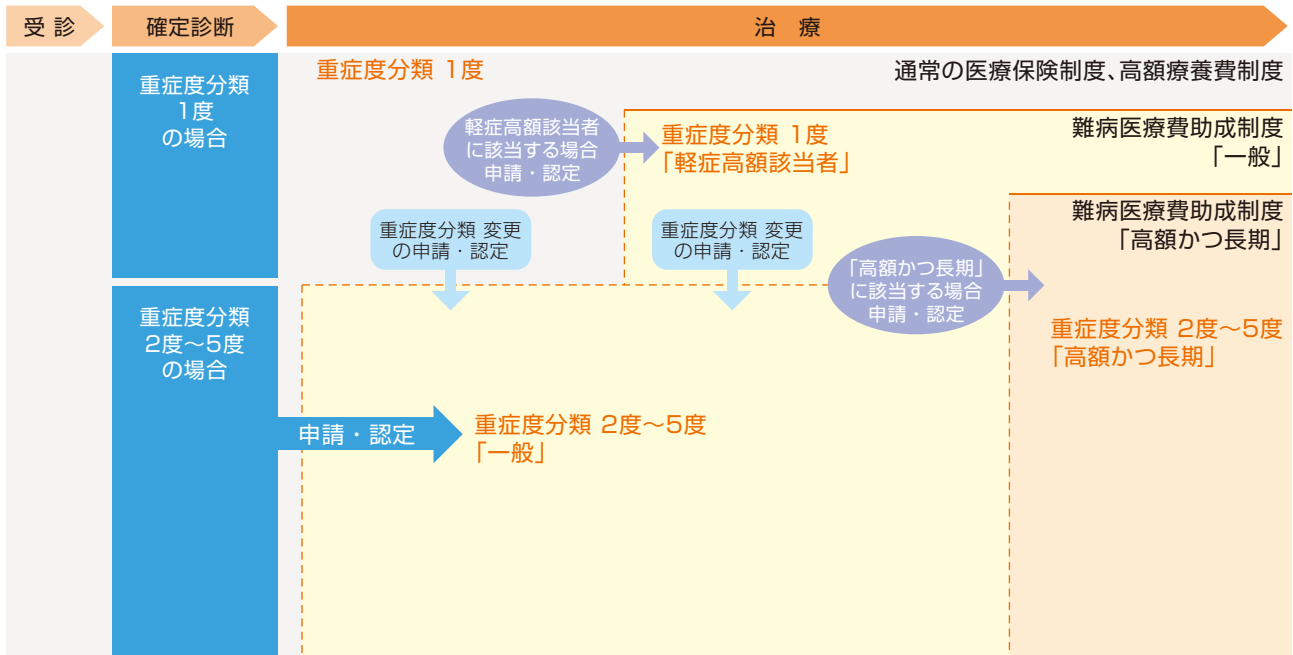 受 診
確定診断
治 療
重症度分類
1度
の場合
重症度分類 1度
通常の医療保険制度、高額療養費制度
軽症高額該当者
に該当する場合
申請・認定
重症度分類 1度
「軽症高額該当者」
難病医療費助成制度
「一般」
重症度分類 変更
の申請・認定
重症度分類 変更
の申請・認定
難病医療費助成制度
「高額かつ長期」
「高額かつ長期」
に該当する場合
申請・認定
重症度分類
2度〜5度
の場合
重症度分類 2度〜5度
「高額かつ長期」
申請・認定
重症度分類 2度〜5度
「一般」